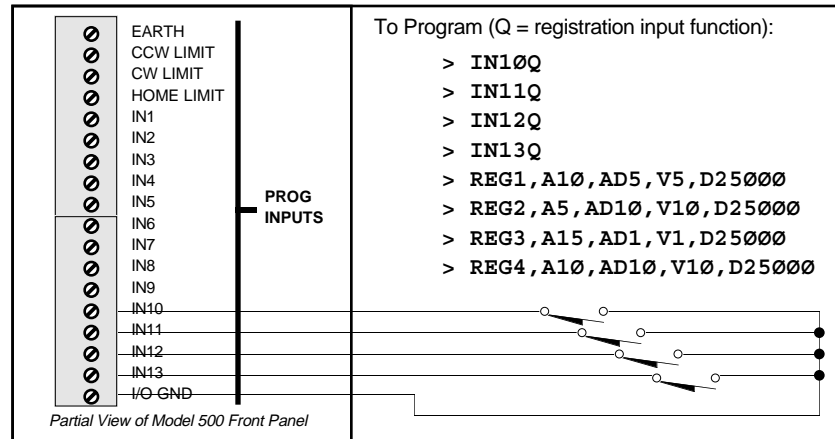 EARTH
CCW LIMIT
CW LIMIT
HOME LIMIT
IN1
IN2
IN3
IN4
IN5
IN6
IN7
IN8
IN9
IN10
IN11
IN12
IN13
I/O GND
PROG
INPUTS
Partial View of Model 500 Front Panel
To Program (Q = registration input function):
> IN1ØQ
> IN11Q
> IN12Q
> IN13Q
> REG1,A1Ø,AD5,V5,D25ØØØ
> REG2,A5,AD1Ø,V1Ø,D25ØØØ
> REG3,A15,AD1,V1,D25ØØØ
> REG4,A1Ø,AD1Ø,V1Ø,D25ØØØ